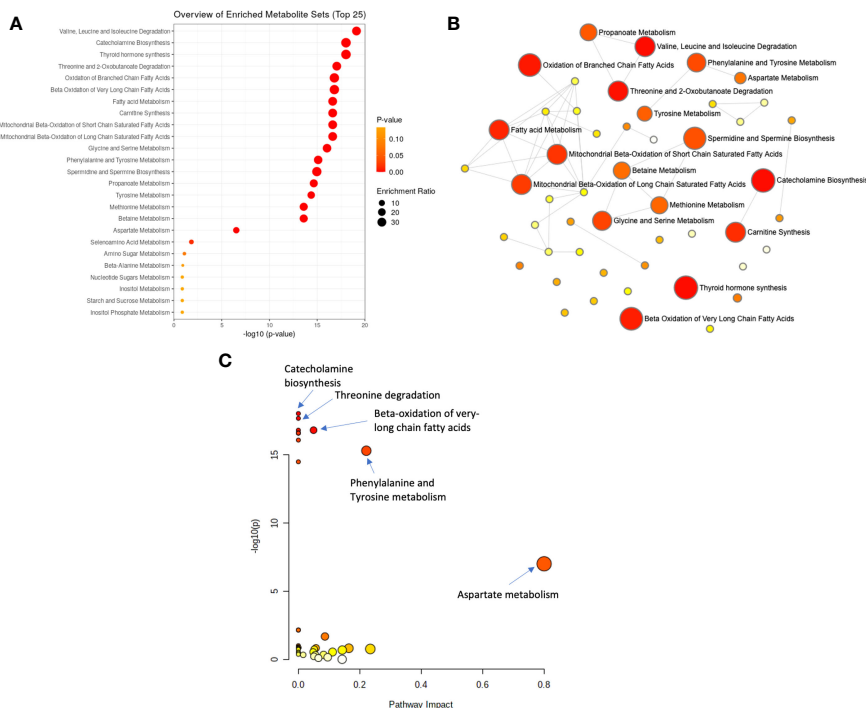 A
Overview of Enriched Metabolite Sets (Top 25)
Valine, Leucine and Isoleucine Degradation
Catecholamine Biosynthesis
Thyroid hormone synthesis
Threonine and 2-Oxobutanoate Degradation
Oxidation of Branched Chain Fatty Acids
Beta Oxidation of Very Long Chain Fatty Acids
Fatty acid Metabolism
Carnitine Synthesis
Mitochondrial Beta-Oxidation of Short Chain Saturated Fatty Acids
Mitochondrial Beta-Oxidation of Long Chain Saturated Fatty Acids
Glycine and Serine Metabolism
Phenylalanine and Tyrosine Metabolism
Spermidine and Spermine Biosynthesis
Propanoate Metabolism
Tyrosine Metabolism
Methionine Metabolism
Betaine Metabolism
Aspartate Metabolism
Selenoamino Acid Metabolism
Amino Sugar Metabolism
Beta-Alanine Metabolism
Nucleotide Sugars Metabolism
Inositol Metabolism
Starch and Sucrose Metabolism
Inositol Phosphate Metabolism
0 5 10 15 20
-log10 (p-value)
P-value
0.10
0.05
0.00
Enrichment Ratio
10
20
30
B
Propanoate Metabolism
Valine, Leucine and Isoleucine Degradation
Oxidation of Branched Chain Fatty Acids
Phenylalanine and Tyrosine Metabolism
Aspartate Metabolism
Threonine and 2-Oxobutanoate Degradation
Tyrosine Metabolism
Fatty acid Metabolism
Spermidine and Spermine Biosynthesis
Mitochondrial Beta-Oxidation of Short Chain Saturated Fatty Acids
Betaine Metabolism
Catecholamine Biosynthesis
Mitochondrial Beta-Oxidation of Long Chain Saturated Fatty Acids
Methionine Metabolism
Glycine and Serine Metabolism
Carnitine Synthesis
Thyroid hormone synthesis
Beta Oxidation of Very Long Chain Fatty Acids
C
Catecholamine
biosynthesis
Threonine degradation
Beta-oxidation of very-
long chain fatty acids
Phenylalanine and
Tyrosine metabolism
Aspartate metabolism
15
10
5
0
-log10(p)
0.0 0.2 0.4 0.6 0.8
Pathway Impact